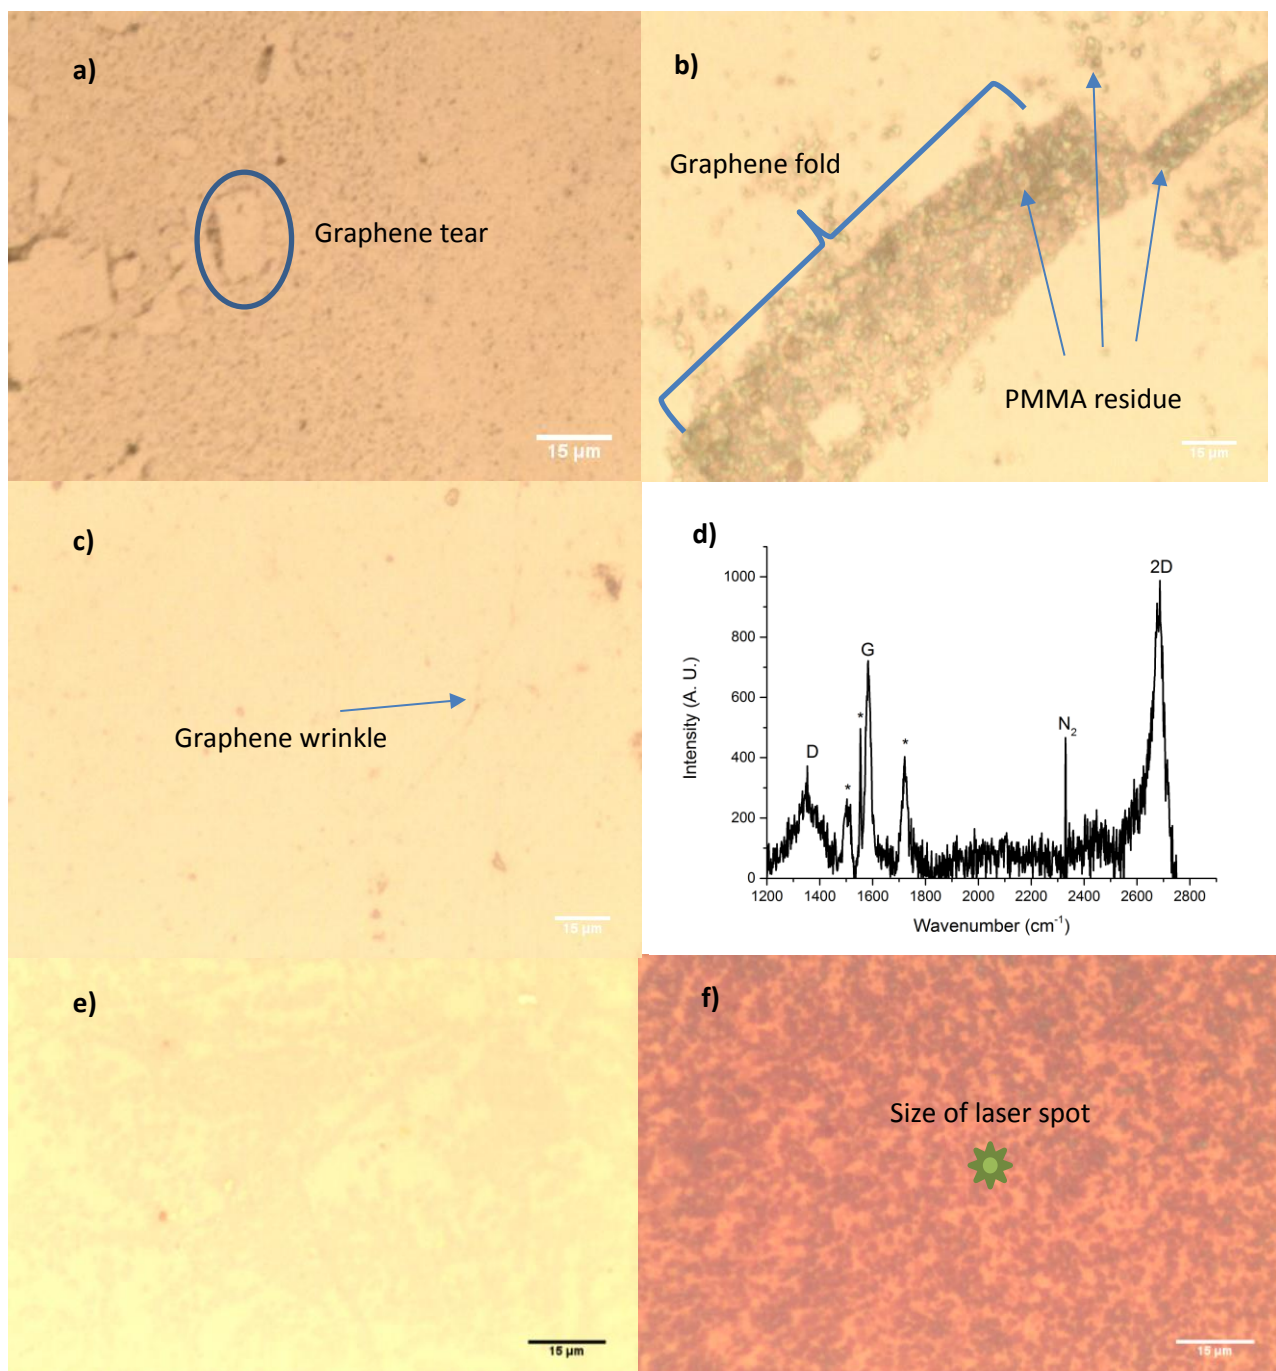 a)
Graphene tear
15 µm
b)
Graphene fold
PMMA residue
15 µm
c)
Graphene wrinkle
15 µm
d)
Intensity (A. U.)
1000
800
600
400
200
0
D
*
*
G
*
N2
2D
1200 1400 1600 1800 2000 2200 2400 2600 2800
Wavenumber (cm-1)
e)
15 µm
f)
Size of laser spot
15 µm